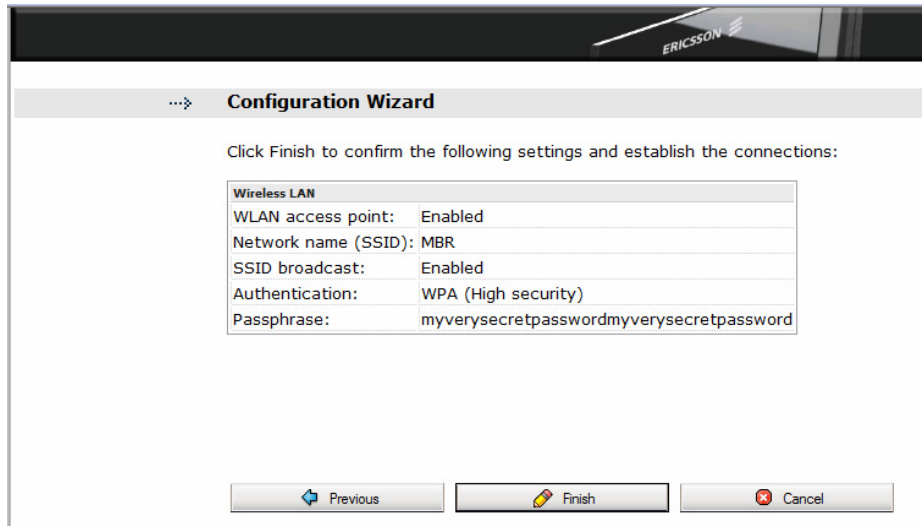 ERICSSON
Configuration Wizard
Click Finish to confirm the following settings and establish the connections:
Wireless LAN
WLAN access point: Enabled
Network name (SSID): MBR
SSID broadcast: Enabled
Authentication: WPA (High security)
Passphrase: myverysecretpasswordmyverysecretpassword
Previous Finish Cancel